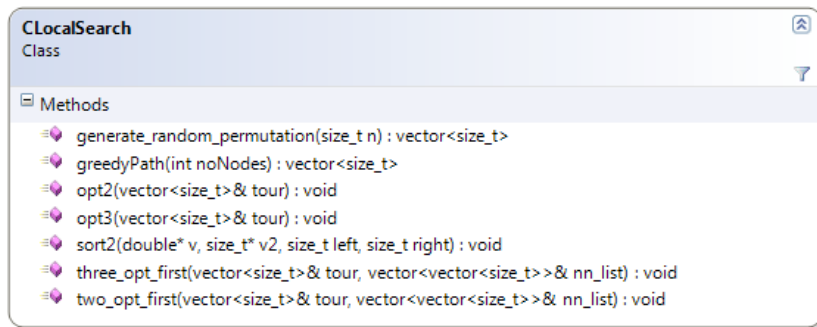 CLocalSearch
Class
Methods
generate_random_permutation(size_t n) : vector<size_t>
greedyPath(int noNodes) : vector<size_t>
opt2(vector<size_t>& tour) : void
opt3(vector<size_t>& tour) : void
sort2(double* v, size_t* v2, size_t left, size_t right) : void
three_opt_first(vector<size_t>& tour, vector<vector<size_t>>& nn_list) : void
two_opt_first(vector<size_t>& tour, vector<vector<size_t>>& nn_list) : void